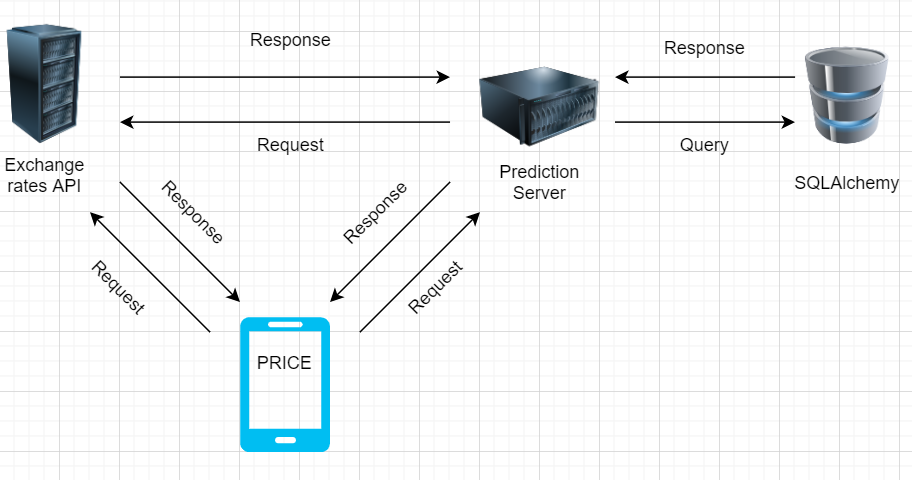 Response
Response
Request
Query
Exchange
rates API
Prediction
Server
SQLAlchemy
Response
Response
Request
Request
PRICE